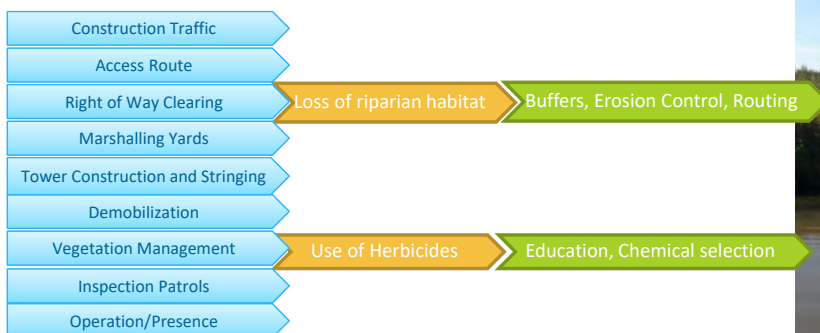 Construction Traffic
Access Route
Right of Way Clearing
Loss of riparian habitat
Buffers, Erosion Control, Routing
Marshalling Yards
Tower Construction and Stringing
Demobilization
Vegetation Management
Use of Herbicides
Education, Chemical selection
Inspection Patrols
Operation/Presence